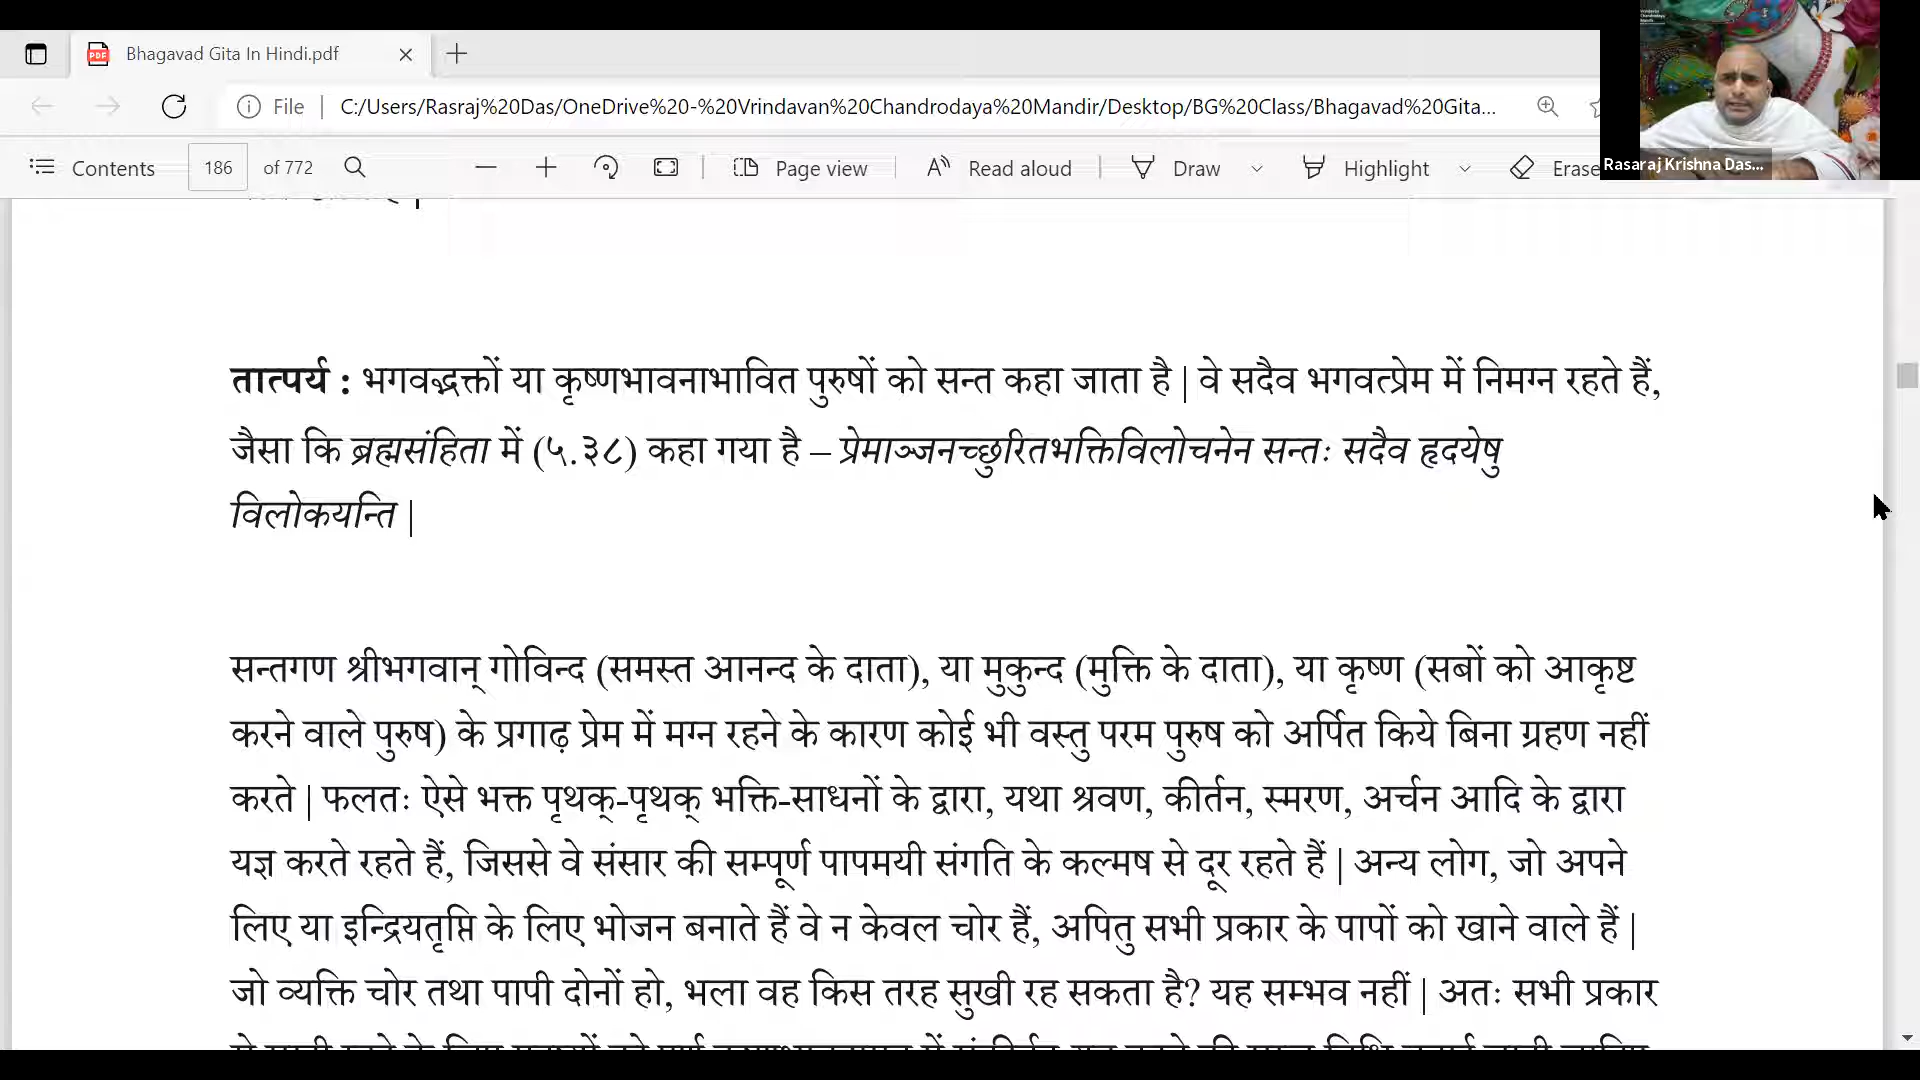 Bhagavad Gita In Hindi.pdf
File
C:/Users/Rasraj%20Das/OneDrive%20-%20Vrindavan%20Chandrodaya%20Mandir/Desktop/BG%20Class/Bhagavad%20Gita...
Contents 186 of 772 Page view Read aloud Draw Highlight Erase
Rasaraj Krishna Das...
तात्पर्य : भगवद्भक्तों या कृष्णभावनाभावित पुरुषों को सन्त कहा जाता है | वे सदैव भगवत्प्रेम में निमग्न रहते हैं,
जैसा कि ब्रह्मसंहिता में (५.३८) कहा गया है – प्रेमाञ्जनच्छुरितभक्तिविलोचनेन सन्तः सदैव हृदयेषु
विलोकयन्ति |
सन्तगण श्रीभगवान् गोविन्द (समस्त आनन्द के दाता), या मुकुन्द (मुक्ति के दाता), या कृष्ण (सबों को आकृष्ट
करने वाले पुरुष) के प्रगाढ़ प्रेम में मग्न रहने के कारण कोई भी वस्तु परम पुरुष को अर्पित किये बिना ग्रहण नहीं
करते | फलतः ऐसे भक्त पृथक्-पृथक् भक्ति-साधनों के द्वारा, यथा श्रवण, कीर्तन, स्मरण, अर्चन आदि के द्वारा
यज्ञ करते रहते हैं, जिससे वे संसार की सम्पूर्ण पापमयी संगति के कल्मष से दूर रहते हैं | अन्य लोग, जो अपने
लिए या इन्द्रियतृप्ति के लिए भोजन बनाते हैं वे न केवल चोर हैं, अपितु सभी प्रकार के पापों को खाने वाले हैं |
जो व्यक्ति चोर तथा पापी दोनों हो, भला वह किस तरह सुखी रह सकता है? यह सम्भव नहीं | अतः सभी प्रकार